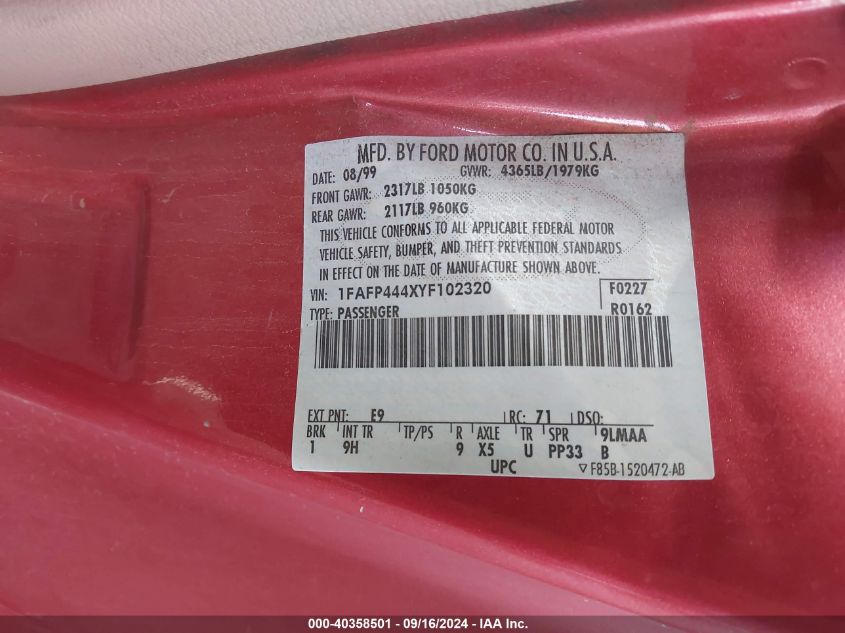 MFD. BY FORD MOTOR CO. IN U.S.A.
DATE: 08/99 GVWR: 4365LB/1979KG
FRONT GAWR: 2317LB 1050KG
REAR GAWR: 2117LB 960KG
THIS VEHICLE CONFORMS TO ALL APPLICABLE FEDERAL MOTOR
VEHICLE SAFETY, BUMPER, AND THEFT PREVENTION STANDARDS
IN EFFECT ON THE DATE OF MANUFACTURE SHOWN ABOVE.
VIN: 1FAFP444XYF102320 F0227
TYPE: PASSENGER R0162
EXT PNT: E9 RC: 71 DSO:
BRK INT TR TP/PS R AXLE TR SPR 9LMAA
1 9H 9 X5 U PP33 B
UPC ▽F85B-1520472-AB
000-40358501 - 09/16/2024 - IAA Inc.